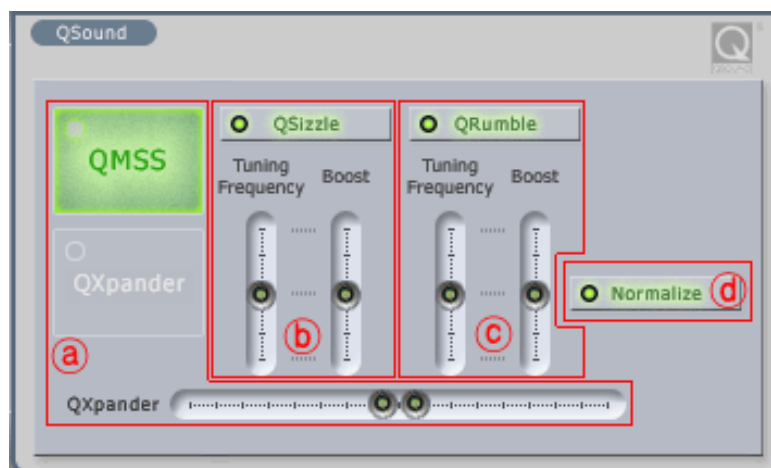 QSound
Q
QMSS
QXpander
ⓐ
QSizzle
Tuning
Frequency
Boost
ⓑ
QRumble
Tuning
Frequency
Boost
ⓒ
Normalize
ⓓ
QXpander